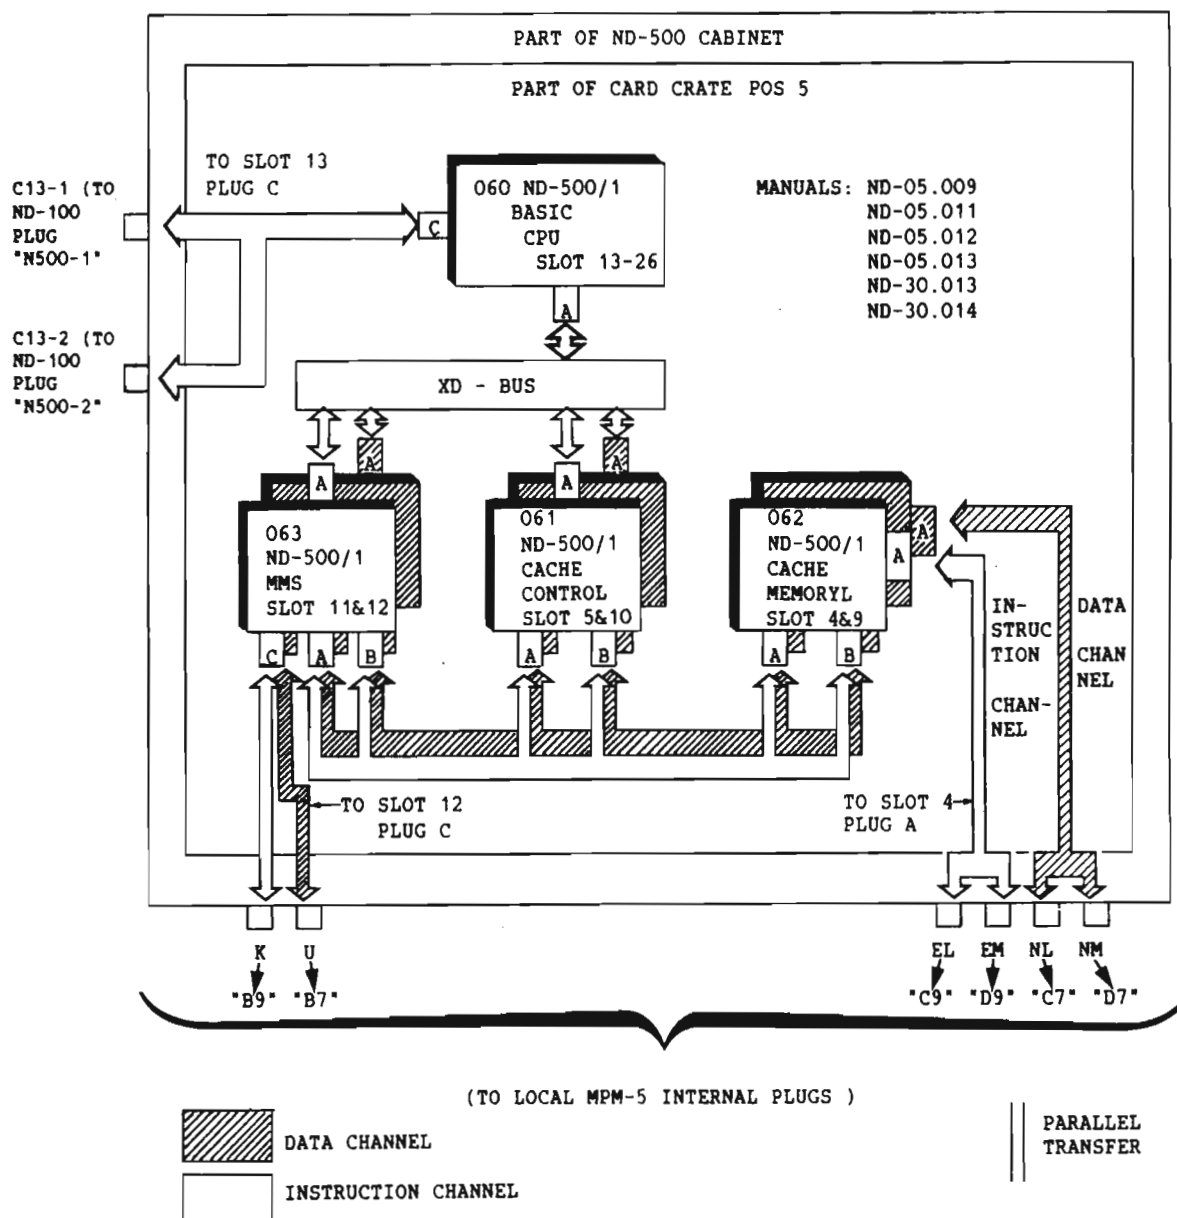 PART OF ND-500 CABINET
PART OF CARD CRATE POS 5
TO SLOT 13
PLUG C
C13-1 (TO
ND-100
PLUG
"N500-1"
C
060 ND-500/1
BASIC
CPU
SLOT 13-26
A
MANUALS: ND-05.009
ND-05.011
ND-05.012
ND-05.013
ND-30.013
ND-30.014
C13-2 (TO
ND-100
PLUG
"N500-2"
XD - BUS
A
A
A
A
063
ND-500/1
MMS
SLOT 11&12
C
A
B
061
ND-500/1
CACHE
CONTROL
SLOT 5&10
A
B
062
ND-500/1
CACHE
MEMORYL
SLOT 4&9
A
A
A
B
IN-
STRUC
TION
CHAN-
NEL
DATA
CHAN
NEL
TO SLOT 12
PLUG C
TO SLOT 4
PLUG A
K
U
EL
EM
NL
NM
"B9"
"B7"
"C9"
"D9"
"C7"
"D7"
(TO LOCAL MPM-5 INTERNAL PLUGS )
DATA CHANNEL
INSTRUCTION CHANNEL
PARALLEL
TRANSFER